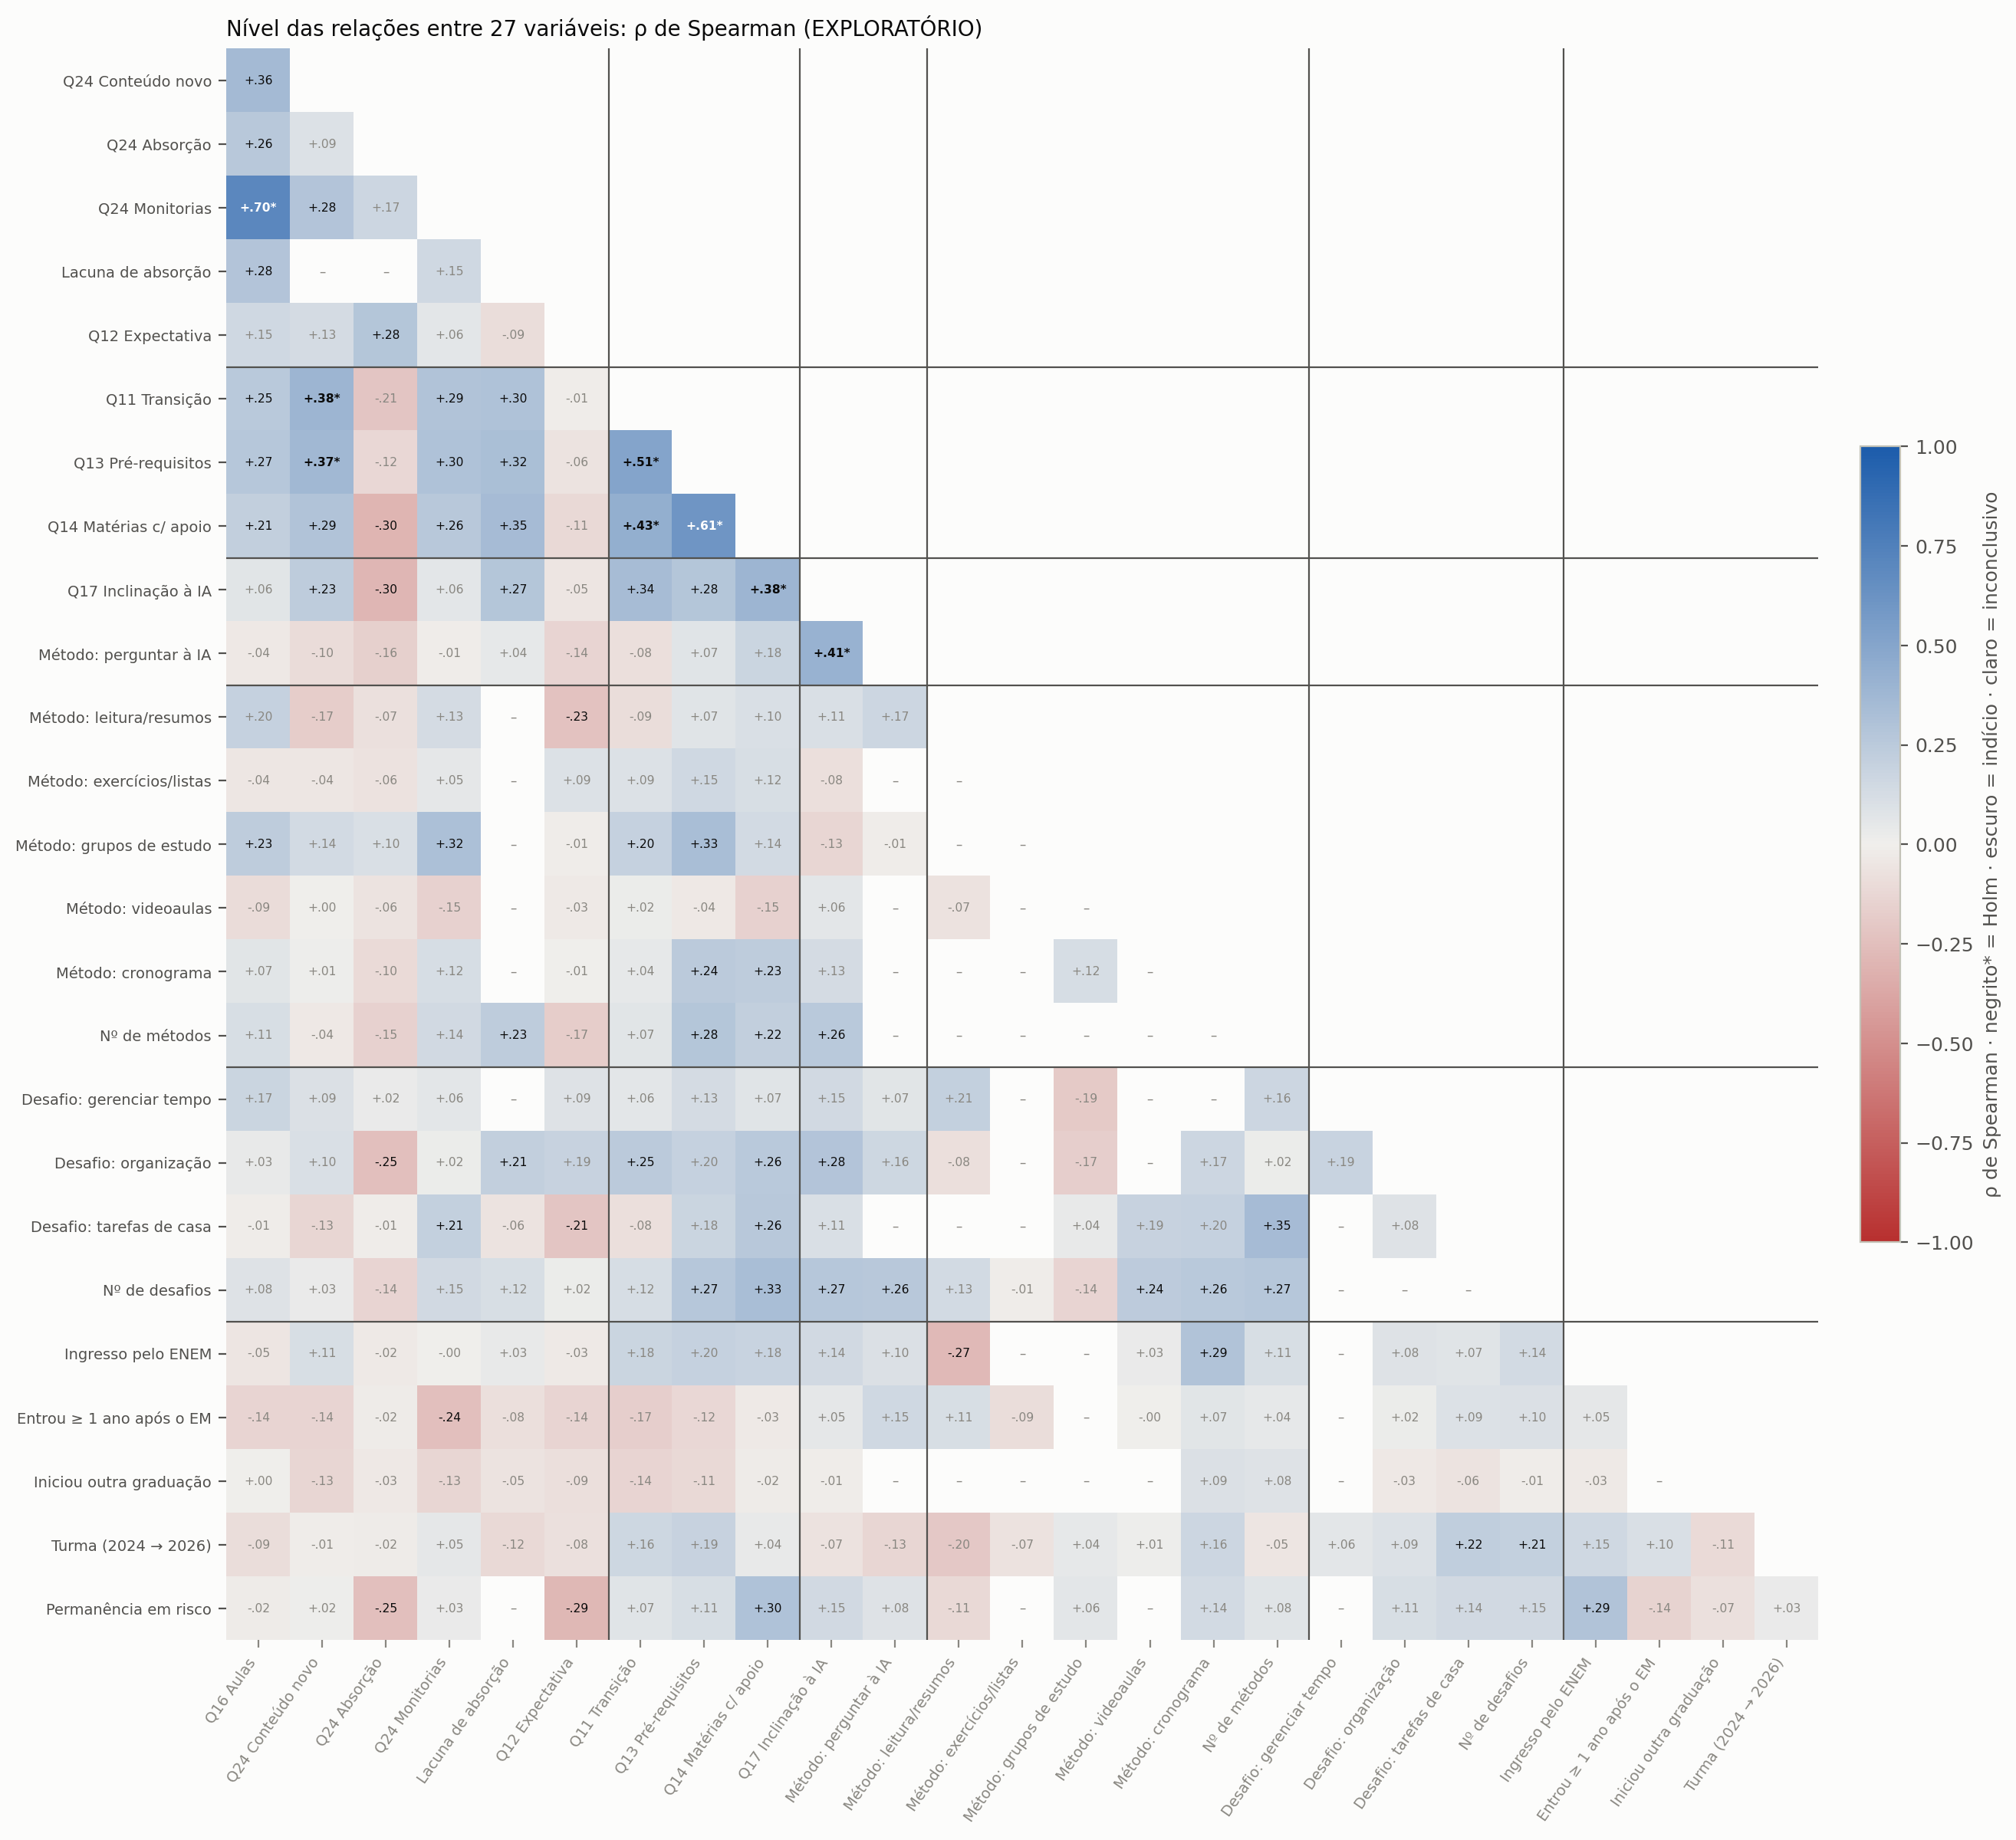 Nível das relações entre 27 variáveis: ρ de Spearman (EXPLORATÓRIO)
Q24 Conteúdo novo +.36
Q24 Absorção +.26 +.09
Q24 Monitorias +.70* +.28 +.17
Lacuna de absorção +.28 – – +.15
Q12 Expectativa +.15 +.13 +.28 +.06 -.09
Q11 Transição +.25 +.38* -.21 +.29 +.30 -.01
Q13 Pré-requisitos +.27 +.37* -.12 +.30 +.32 -.06 +.51*
Q14 Matérias c/ apoio +.21 +.29 -.30 +.26 +.35 -.11 +.43* +.61*
Q17 Inclinação à IA +.06 +.23 -.30 +.06 +.27 -.05 +.34 +.28 +.38*
Método: perguntar à IA -.04 -.10 -.16 -.01 +.04 -.14 -.08 +.07 +.18 +.41*
Método: leitura/resumos +.20 -.17 -.07 +.13 – -.23 -.09 +.07 +.10 +.11 +.17
Método: exercícios/listas -.04 -.04 -.06 +.05 – +.09 +.09 +.15 +.12 -.08 – –
Método: grupos de estudo +.23 +.14 +.10 +.32 – -.01 +.20 +.33 +.14 -.13 -.01 – –
Método: videoaulas -.09 +.00 -.06 -.15 – -.03 +.02 -.04 -.15 +.06 – -.07 – –
Método: cronograma +.07 +.01 -.10 +.12 – -.01 +.04 +.24 +.23 +.13 – – – +.12 –
Nº de métodos +.11 -.04 -.15 +.14 +.23 -.17 +.07 +.28 +.22 +.26 – – – – – –
Desafio: gerenciar tempo +.17 +.09 +.02 +.06 – +.09 +.06 +.13 +.07 +.15 +.07 +.21 – -.19 – – +.16
Desafio: organização +.03 +.10 -.25 +.02 +.21 +.19 +.25 +.20 +.26 +.28 +.16 -.08 – -.17 – +.17 +.02 +.19
Desafio: tarefas de casa -.01 -.13 -.01 +.21 -.06 -.21 -.08 +.18 +.26 +.11 – – – +.04 +.19 +.20 +.35 – +.08
Nº de desafios +.08 +.03 -.14 +.15 +.12 +.02 +.12 +.27 +.33 +.27 +.26 +.13 -.01 -.14 +.24 +.26 +.27 – – –
Ingresso pelo ENEM -.05 +.11 -.02 -.00 +.03 -.03 +.18 +.20 +.18 +.14 +.10 -.27 – – +.03 +.29 +.11 – +.08 +.07 +.14
Entrou ≥ 1 ano após o EM -.14 -.14 -.02 -.24 -.08 -.14 -.17 -.12 -.03 +.05 +.15 +.11 -.09 – -.00 +.07 +.04 – +.02 +.09 +.10 +.05
Iniciou outra graduação +.00 -.13 -.03 -.13 -.05 -.09 -.14 -.11 -.02 -.01 – – – – – +.09 +.08 – -.03 -.06 -.01 -.03 –
Turma (2024 → 2026) -.09 -.01 -.02 +.05 -.12 -.08 +.16 +.19 +.04 -.07 -.13 -.20 -.07 +.04 +.01 +.16 -.05 +.06 +.09 +.22 +.21 +.15 +.10 -.11
Permanência em risco -.02 +.02 -.25 +.03 – -.29 +.07 +.11 +.30 +.15 +.08 -.11 – +.06 – +.14 +.08 – +.11 +.14 +.15 +.29 -.14 -.07 +.03
Q16 Aulas
Q24 Conteúdo novo
Q24 Absorção
Q24 Monitorias
Lacuna de absorção
Q12 Expectativa
Q11 Transição
Q13 Pré-requisitos
Q14 Matérias c/ apoio
Q17 Inclinação à IA
Método: perguntar à IA
Método: leitura/resumos
Método: exercícios/listas
Método: grupos de estudo
Método: videoaulas
Método: cronograma
Nº de métodos
Desafio: gerenciar tempo
Desafio: organização
Desafio: tarefas de casa
Nº de desafios
Ingresso pelo ENEM
Entrou ≥ 1 ano após o EM
Iniciou outra graduação
Turma (2024 → 2026)
1.00
0.75
0.50
0.25
0.00
−0.25
−0.50
−0.75
−1.00
ρ de Spearman · negrito* = Holm · escuro = indício · claro = inconclusivo